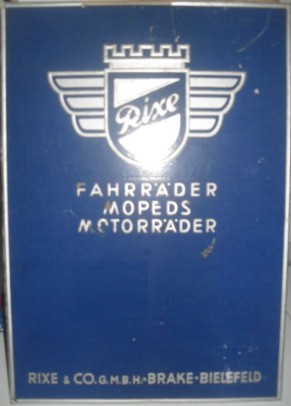 Rixe
FAHRRÄDER
MOPEDS
MOTORRÄDER
RIXE & CO. G.M.B.H. BRAKE-BIELEFELD